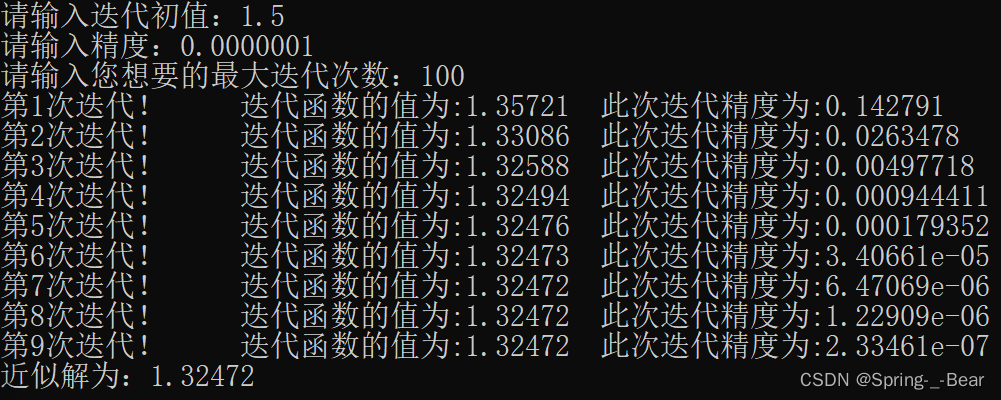 请输入迭代初值：1.5
请输入精度：0.0000001
请输入您想要的最大迭代次数：100
第1次迭代！ 迭代函数的值为:1.35721 此次迭代精度为:0.142791
第2次迭代！ 迭代函数的值为:1.33086 此次迭代精度为:0.0263478
第3次迭代！ 迭代函数的值为:1.32588 此次迭代精度为:0.00497718
第4次迭代！ 迭代函数的值为:1.32494 此次迭代精度为:0.000944411
第5次迭代！ 迭代函数的值为:1.32476 此次迭代精度为:0.000179352
第6次迭代！ 迭代函数的值为:1.32473 此次迭代精度为:3.40661e-05
第7次迭代！ 迭代函数的值为:1.32472 此次迭代精度为:6.47069e-06
第8次迭代！ 迭代函数的值为:1.32472 此次迭代精度为:1.22909e-06
第9次迭代！ 迭代函数的值为:1.32472 此次迭代精度为:2.33461e-07
近似解为：1.32472
CSDN @Spring-_-Bear